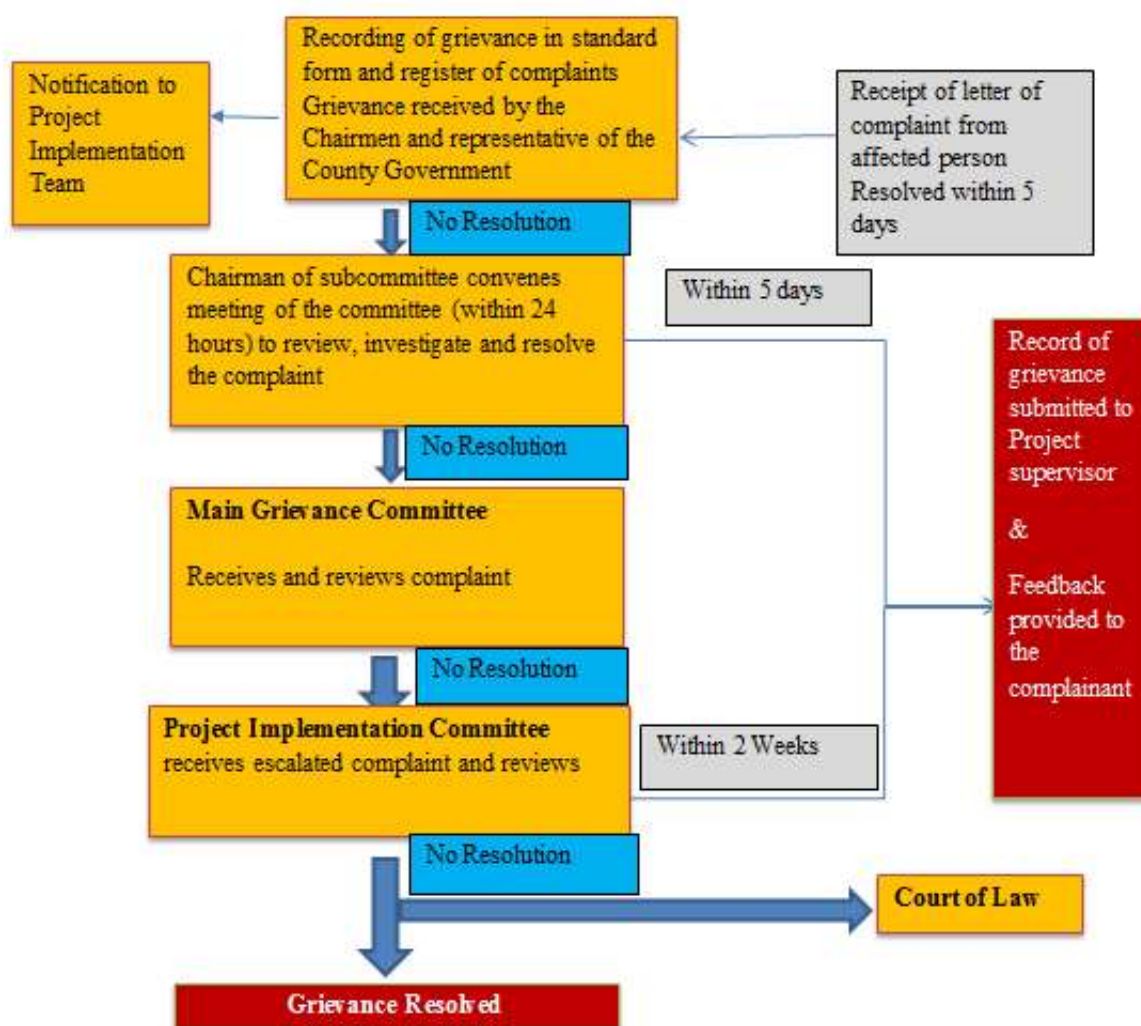 Recording of grievance in standard
form and register of complaints
Grievance received by the
Chairmen and representative of the
County Government
Notification to
Project
Implementation
Team
Receipt of letter of
complaint from
affected person
Resolved within 5
days
No Resolution
Chairman of subcommittee convenes
meeting of the committee (within 24
hours) to review, investigate and resolve
the complaint
Within 5 days
Record of
grievance
submitted to
Project
supervisor
&
Feedback
provided to
the
complainant
No Resolution
Main Grievance Committee
Receives and reviews complaint
No Resolution
Project Implementation Committee
receives escalated complaint and reviews
Within 2 Weeks
No Resolution
Court of Law
Grievance Resolved